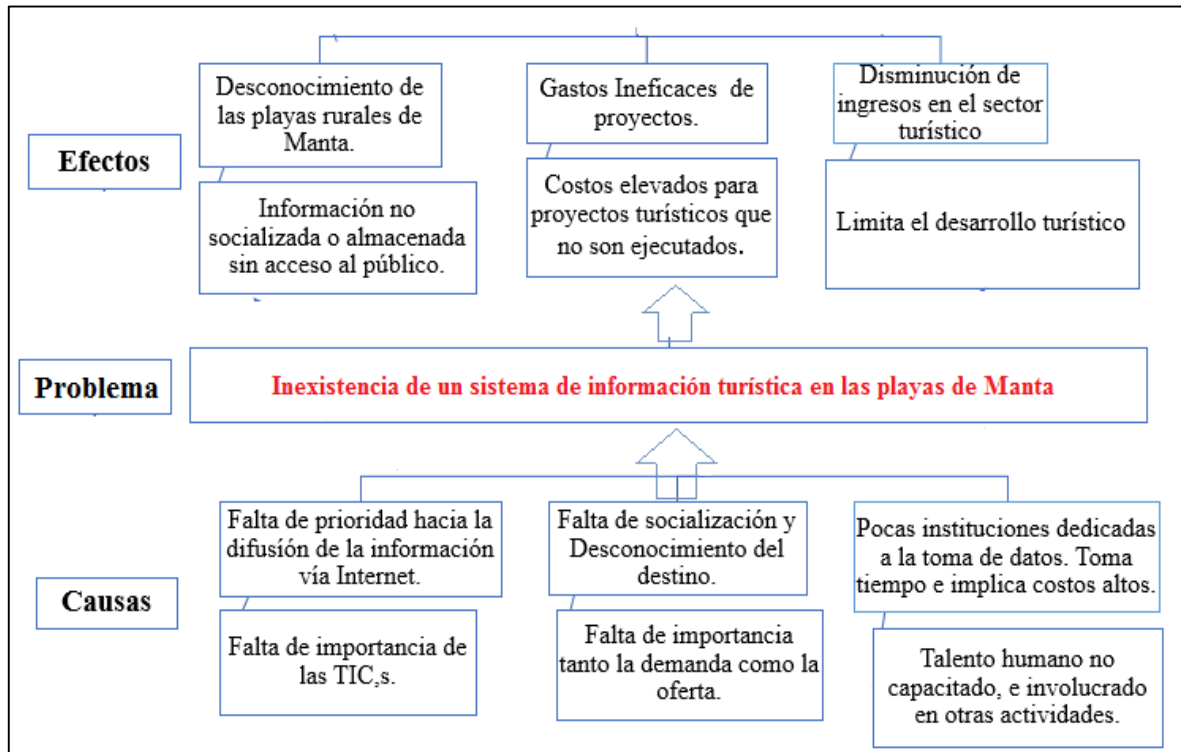 Efectos
Desconocimiento de
las playas rurales de
Manta.
Información no
socializada o almacenada
sin acceso al público.
Gastos Ineficaces de
proyectos.
Costos elevados para
proyectos turísticos que
no son ejecutados.
Disminución de
ingresos en el sector
turístico
Limita el desarrollo turístico
Problema
Inexistencia de un sistema de información turística en las playas de Manta
Causas
Falta de prioridad hacia la
difusíón de la información
vía Internet.
Falta de importancia de
las TIC,s.
Falta de socialización y
Desconocimiento del
destino.
Falta de importancia
tanto la demanda como la
oferta.
Pocas instituciones dedicadas
a la toma de datos. Toma
tiempo e implica costos altos.
Talento humano no
capacitado, e involucrado
en otras actividades.